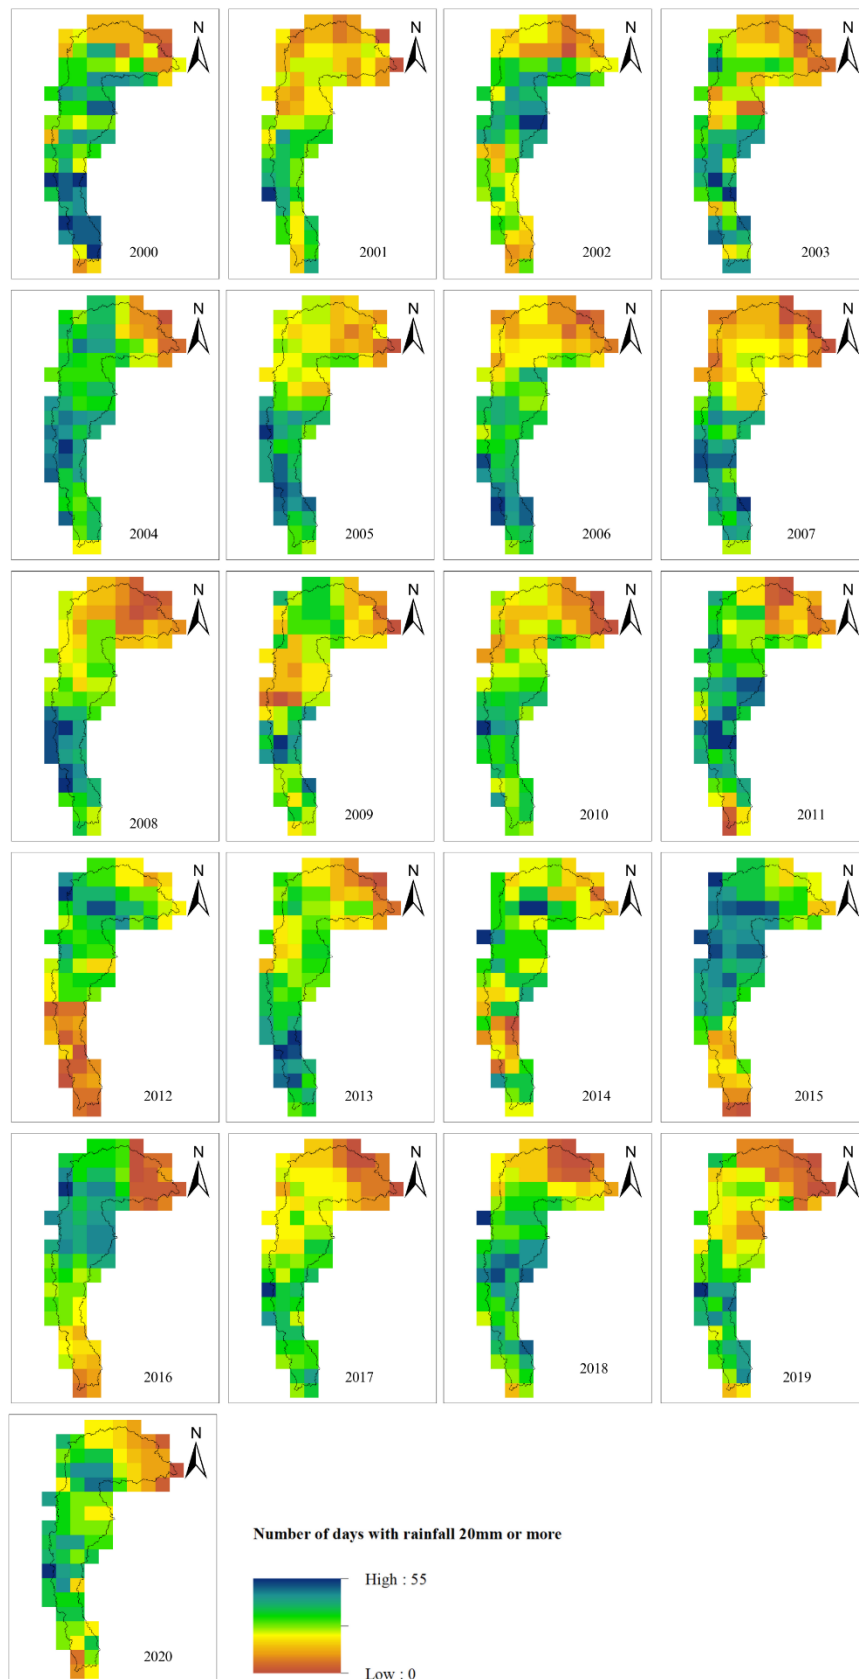 N N N N
2000 2001 2002 2003
N N N N
2004 2005 2006 2007
N N N N
2008 2009 2010 2011
N N N N
2012 2013 2014 2015
N N N N
2016 2017 2018 2019
N
2020
Number of days with rainfall 20mm or more
High : 55
Low : 0